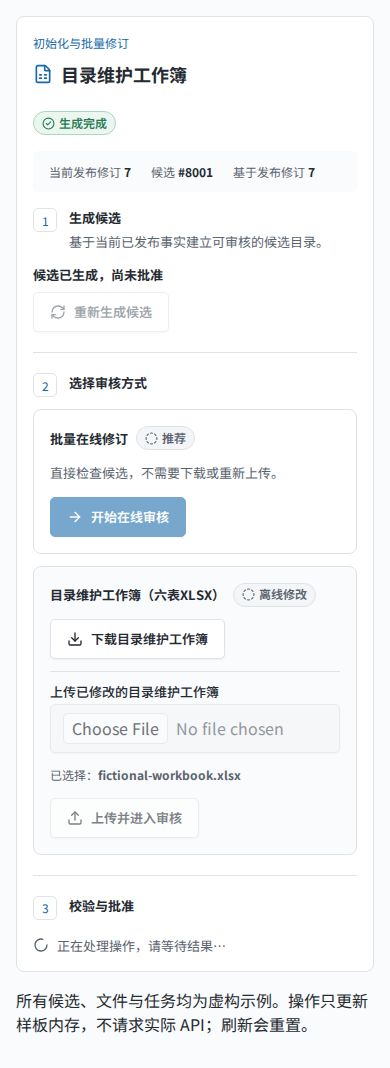 初始化与批量修订
目录维护工作簿
生成完成
当前发布修订 7 候选 #8001 基于发布修订 7
1 生成候选
基于当前已发布事实建立可审核的候选目录。
候选已生成，尚未批准
重新生成候选
2 选择审核方式
批量在线修订 推荐
直接检查候选，不需要下载或重新上传。
开始在线审核
目录维护工作簿（六表XLSX） 离线修改
下载目录维护工作簿
上传已修改的目录维护工作簿
Choose File No file chosen
已选择：fictional-workbook.xlsx
上传并进入审核
3 校验与批准
正在处理操作，请等待结果…
所有候选、文件与任务均为虚构示例。操作只更新
样板内存，不请求实际 API；刷新会重置。